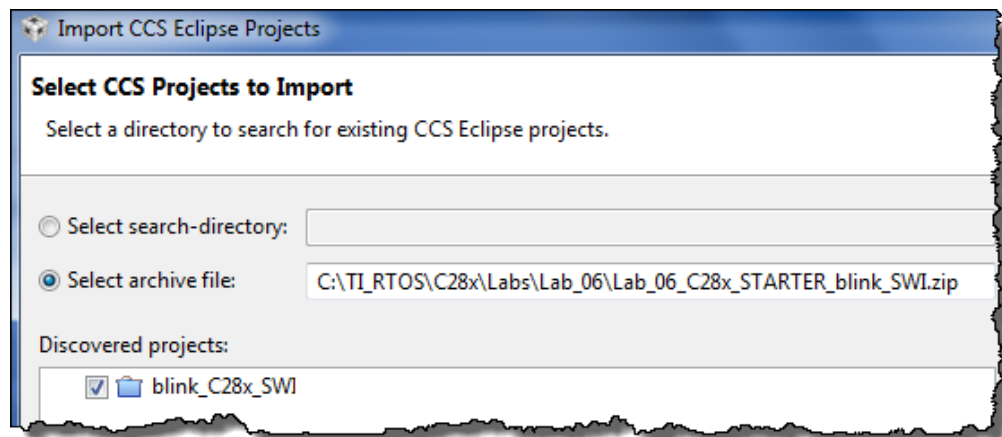 Import CCS Eclipse Projects
Select CCS Projects to Import
Select a directory to search for existing CCS Eclipse projects.
Select search-directory:
Select archive file: C:\TI_RTOS\C28x\Labs\Lab_06\Lab_06_C28x_STARTER_blink_SWI.zip
Discovered projects:
blink_C28x_SWI